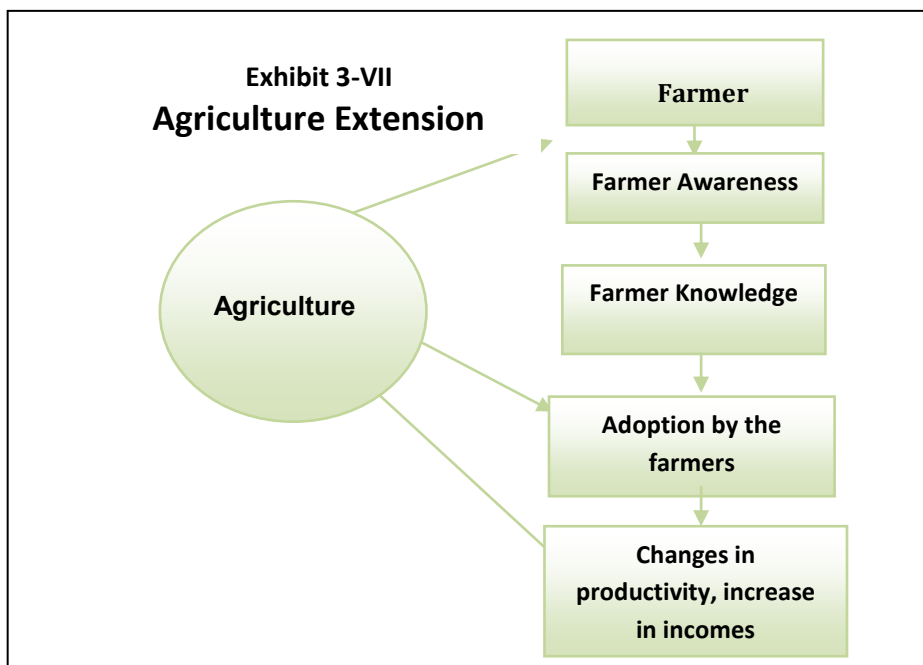 Exhibit 3-VII
Agriculture Extension
Farmer
Farmer Awareness
Farmer Knowledge
Agriculture
Adoption by the
farmers
Changes in
productivity, increase
in incomes